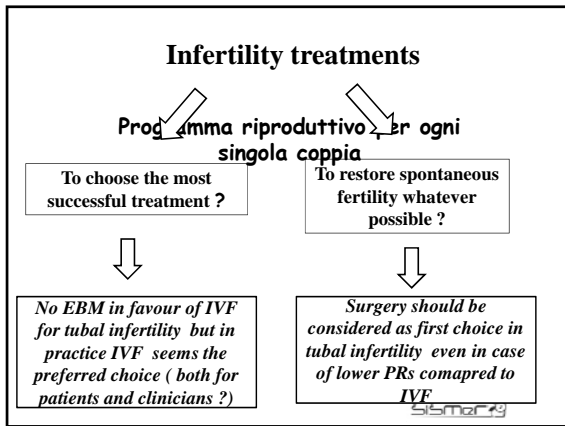 Infertility treatments
Programma riproduttivo per ogni
singola coppia
To choose the most
successful treatment ?
To restore spontaneous
fertility whatever
possible ?
No EBM in favour of IVF
for tubal infertility but in
practice IVF seems the
preferred choice ( both for
patients and clinicians ?)
Surgery should be
considered as first choice in
tubal infertility even in case
of lower PRs comapred to
IVF
sismer